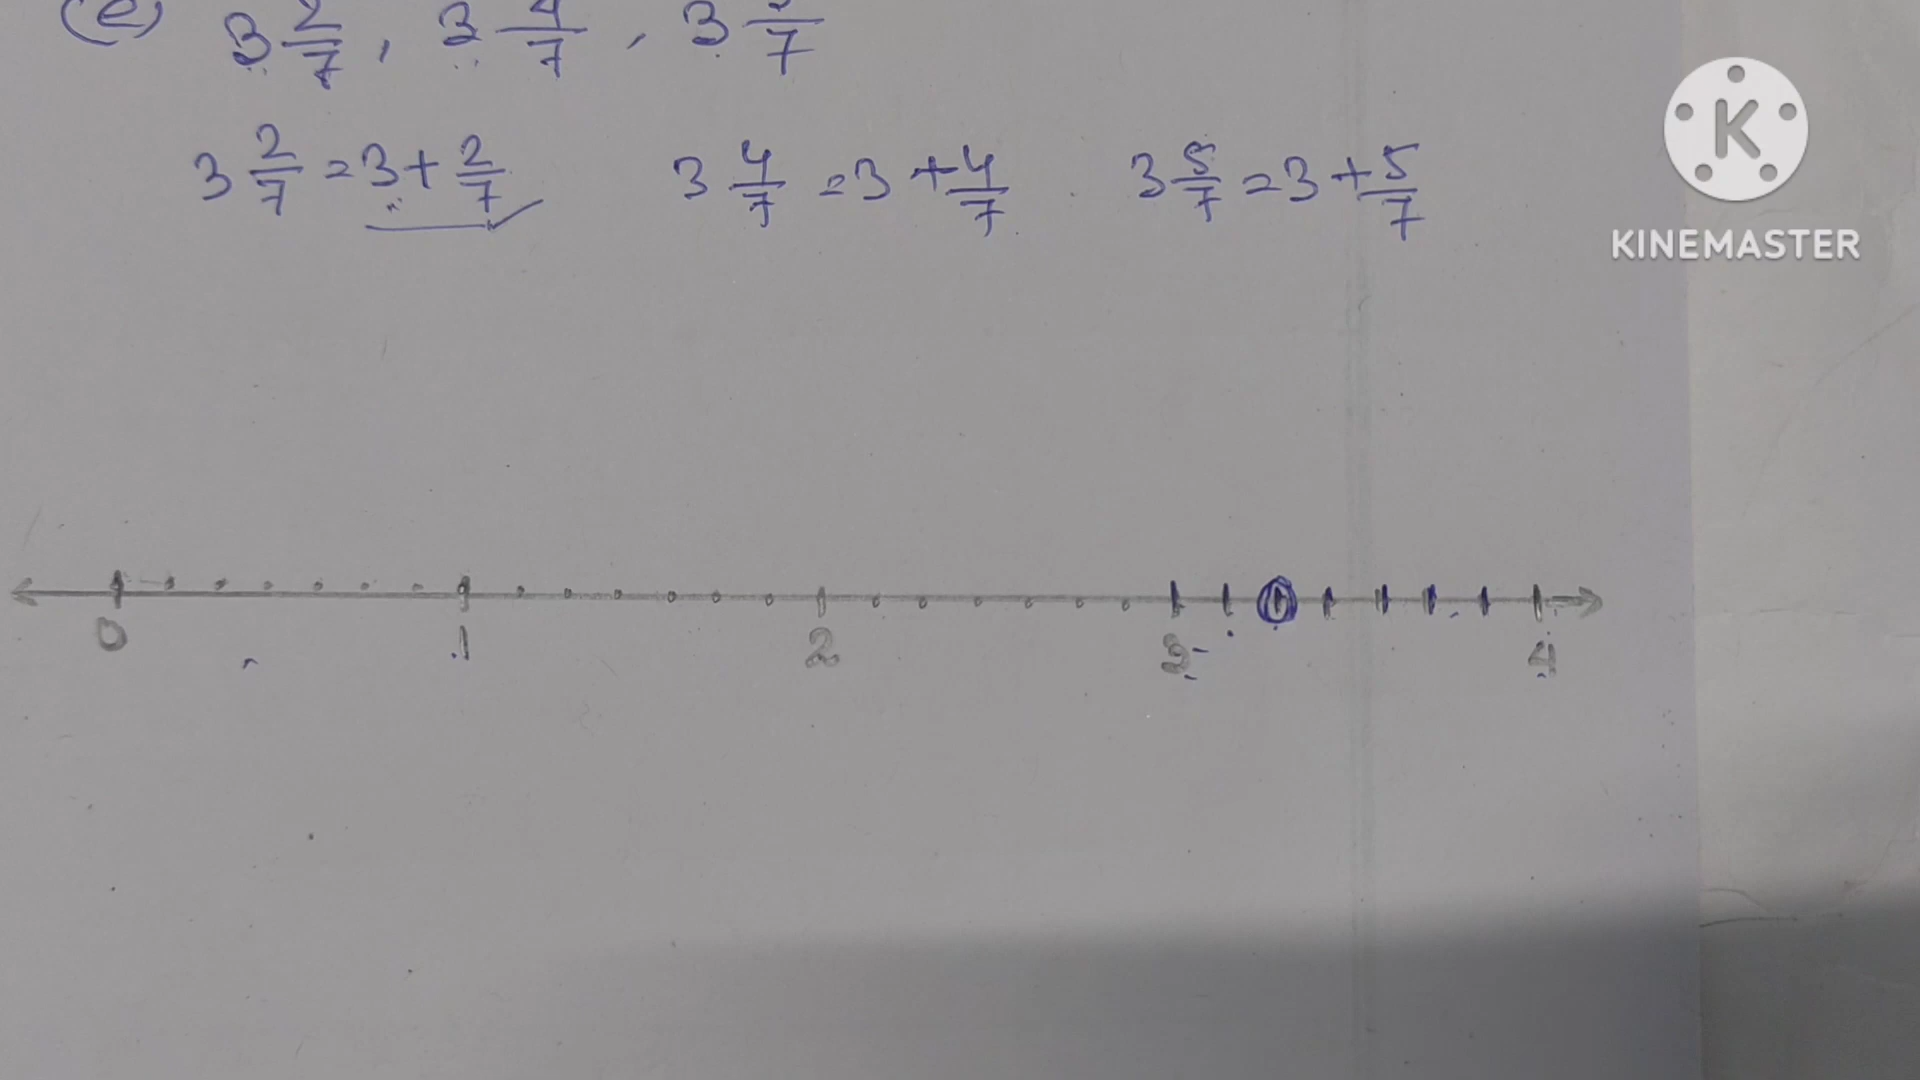 (e) 3 2/7, 3 4/7, 3 5/7
3 2/7 = 3 + 2/7 3 4/7 = 3 + 4/7 3 5/7 = 3 + 5/7
K
KINEMASTER
0 1 2 3 4